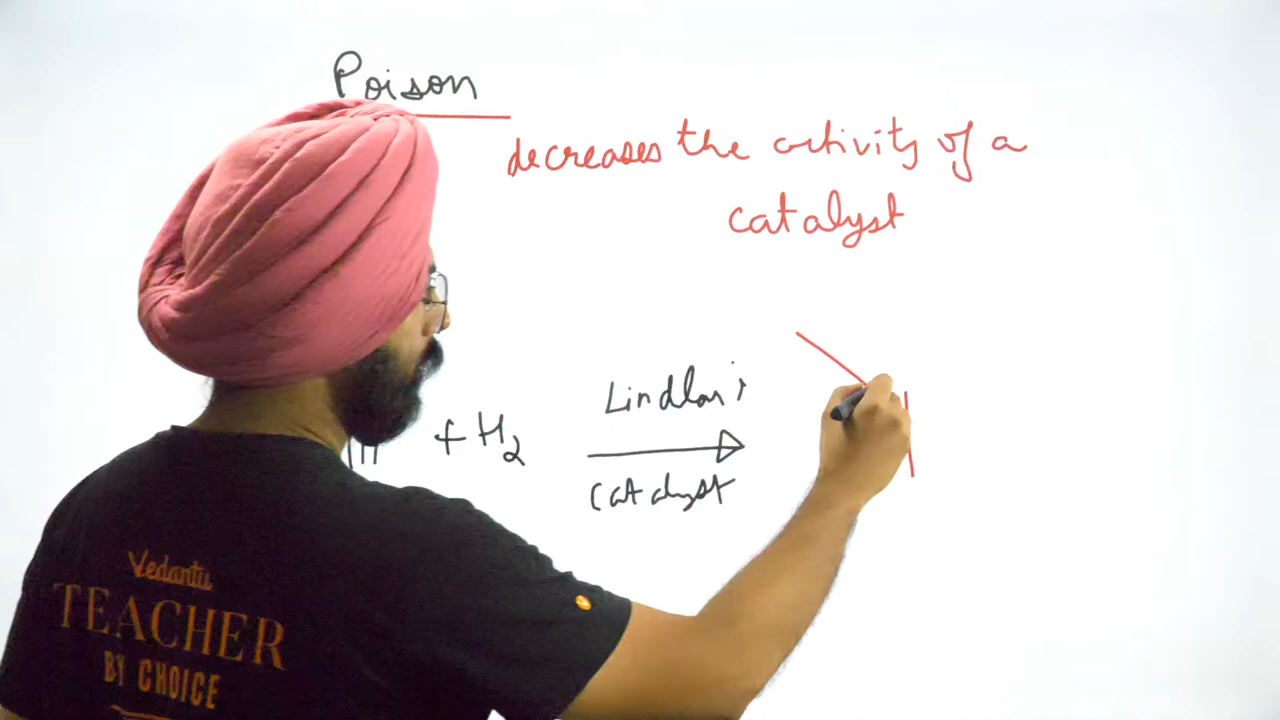 Poison
decreases the activity of a
catalyst
Lindlar's
+ H2
catalyst
Vedantu
TEACHER
BY CHOICE